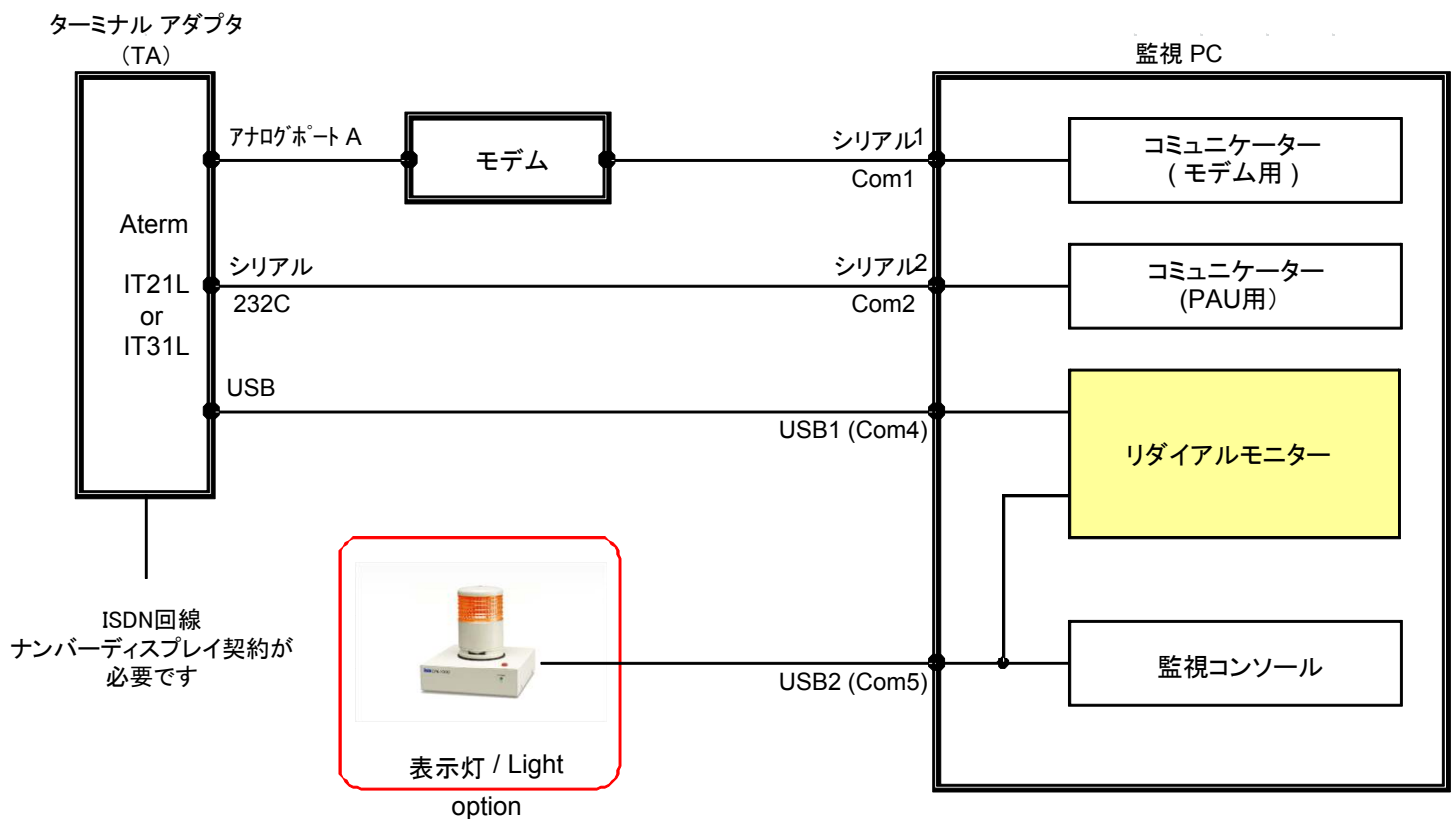 ターミナル アダプタ
（TA）
監視 PC
ｱﾅﾛｸﾞﾎﾟｰﾄ A
モデム
シリアル1
Com1
コミュニケーター
( モデム用 )
Aterm
IT21L
or
IT31L
シリアル
232C
シリアル2
Com2
コミュニケーター
(PAU用）
USB
USB1 (Com4)
リダイアルモニター
ISDN回線
ナンバーディスプレイ契約が
必要です
USB2 (Com5)
監視コンソール
表示灯 / Light
option